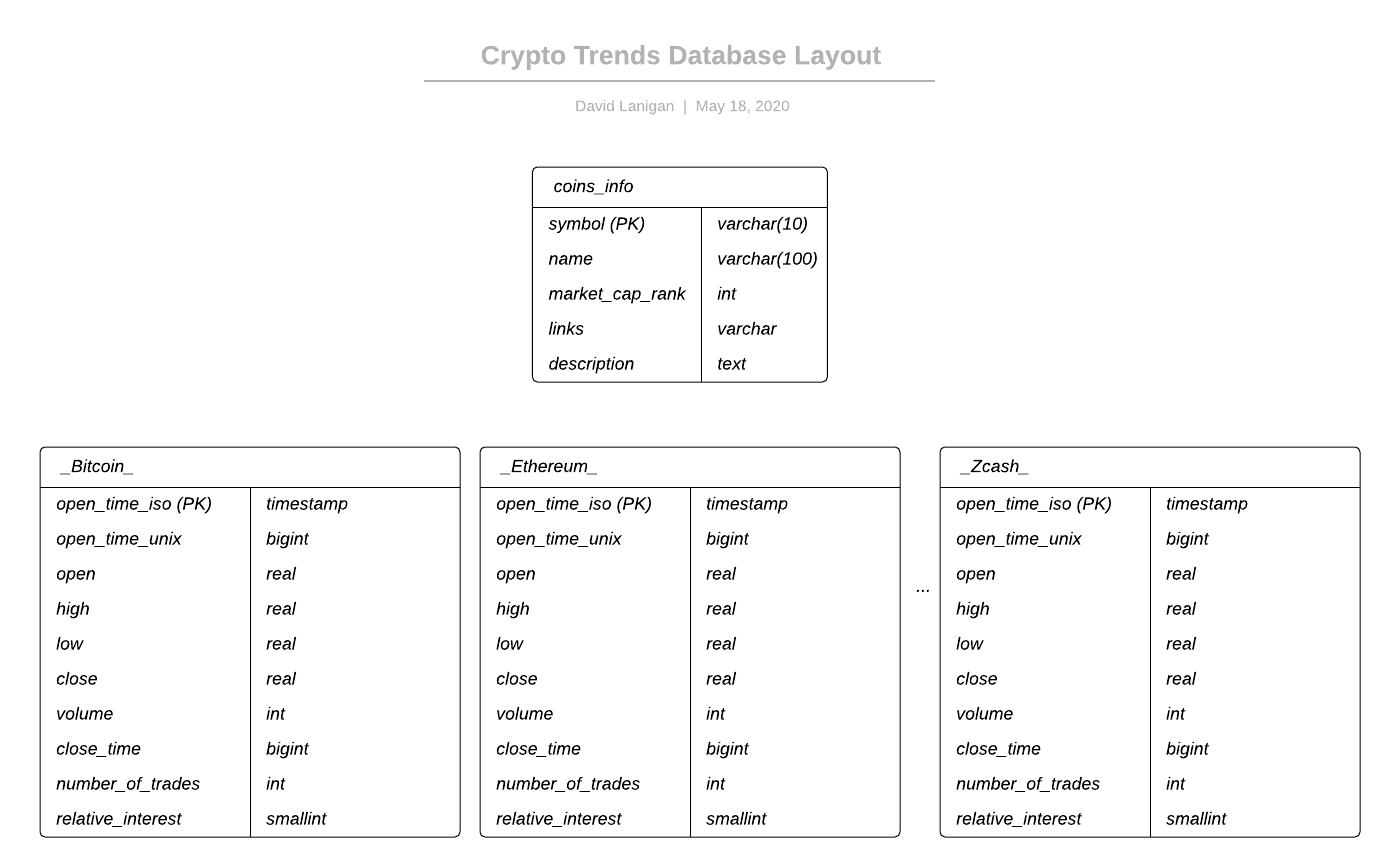 Crypto Trends Database Layout
David Lanigan | May 18, 2020
coins_info
symbol (PK) varchar(10)
name varchar(100)
market_cap_rank int
links varchar
description text
_Bitcoin_
open_time_iso (PK) timestamp
open_time_unix bigint
open real
high real
low real
close real
volume int
close_time bigint
number_of_trades int
relative_interest smallint
_Ethereum_
open_time_iso (PK) timestamp
open_time_unix bigint
open real
high real
low real
close real
volume int
close_time bigint
number_of_trades int
relative_interest smallint
...
_Zcash_
open_time_iso (PK) timestamp
open_time_unix bigint
open real
high real
low real
close real
volume int
close_time bigint
number_of_trades int
relative_interest smallint